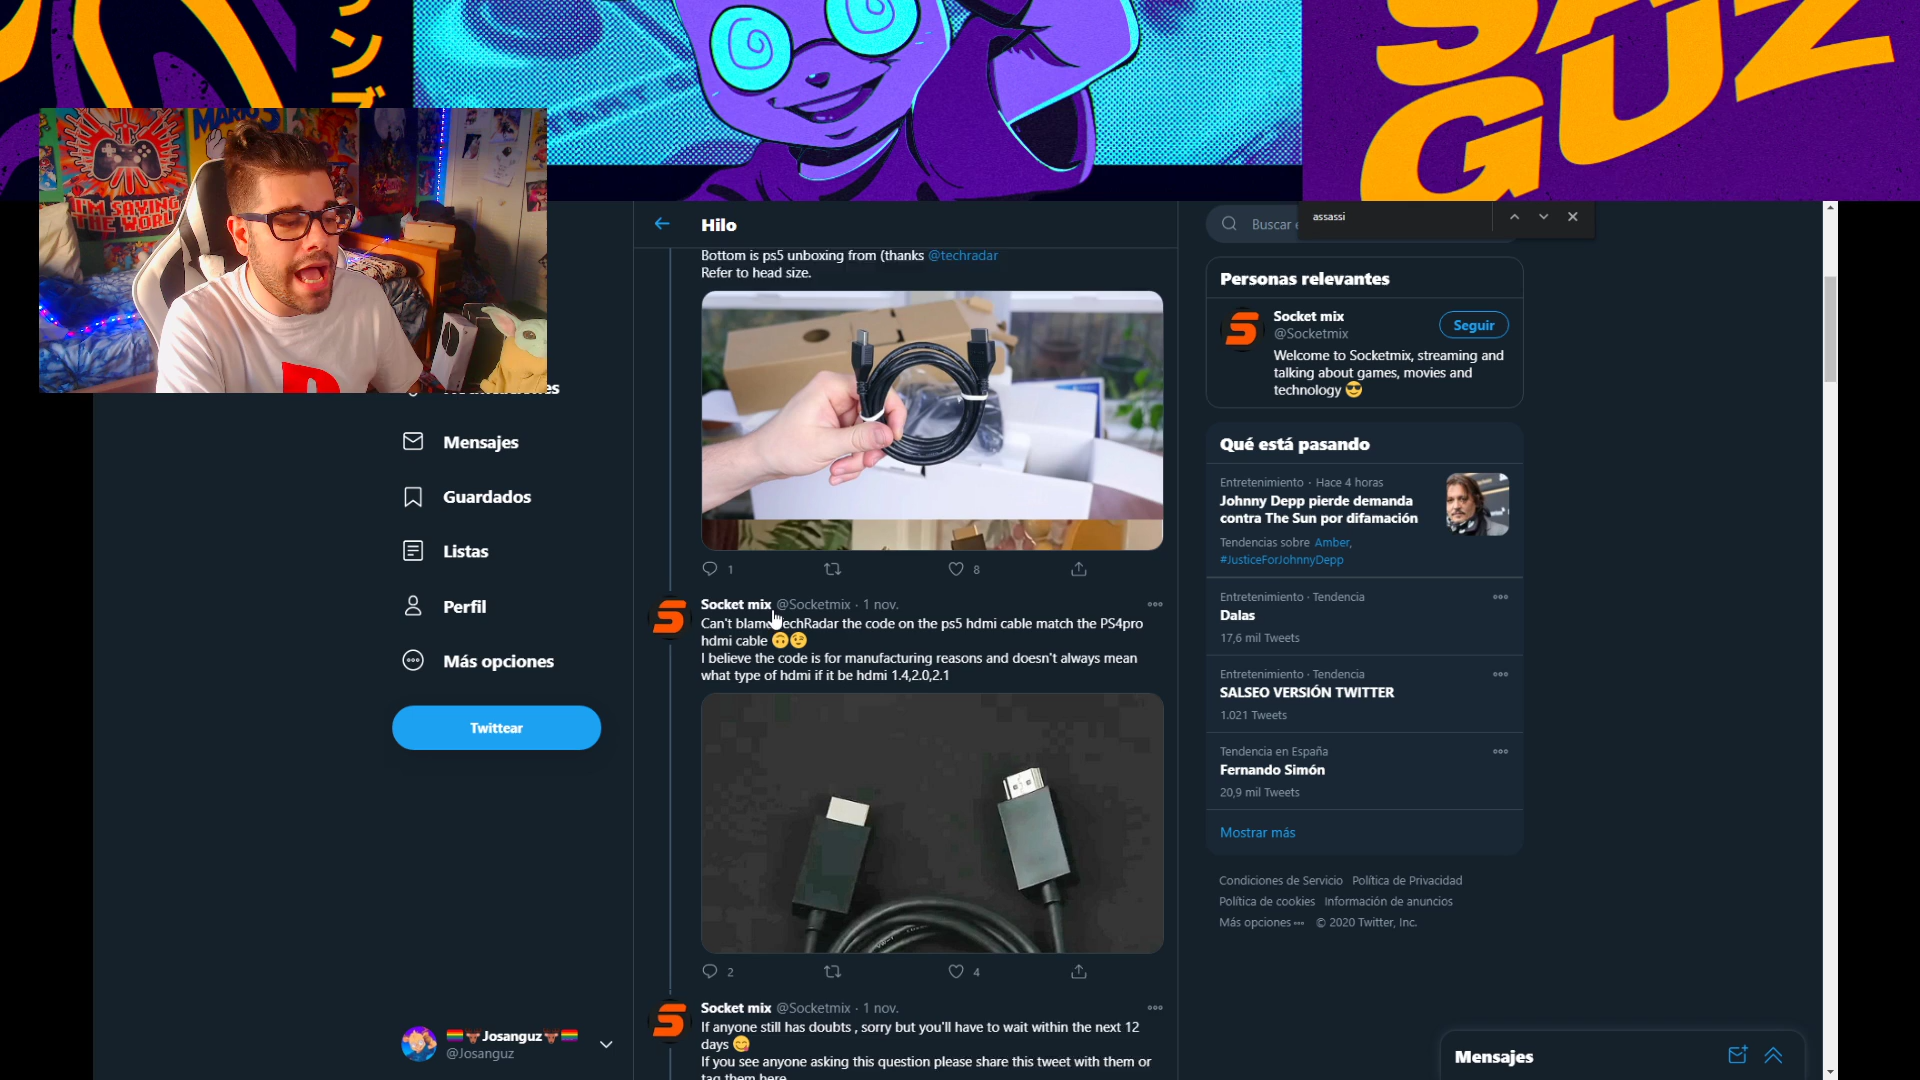 ング
SA
GUZ
MARIO
I'M SAVING
THE WORLD
Hilo
Bottom is ps5 unboxing from (thanks @techradar
Refer to head size.
1
8
Socket mix @Socketmix · 1 nov.
Can't blame TechRadar the code on the ps5 hdmi cable match the PS4pro
hdmi cable 🙃😉
I believe the code is for manufacturing reasons and doesn't always mean
what type of hdmi if it be hdmi 1.4,2.0,2.1
2
4
Socket mix @Socketmix · 1 nov.
If anyone still has doubts , sorry but you'll have to wait within the next 12
days 😋
If you see anyone asking this question please share this tweet with them or
tag them here
Mensajes
Guardados
Listas
Perfil
Más opciones
Twittear
🏳️‍🌈🐂Josanguz🐂🏳️‍🌈
@Josanguz
Buscar
assassi
Personas relevantes
Socket mix
@Socketmix
Seguir
Welcome to Socketmix, streaming and
talking about games, movies and
technology 😎
Qué está pasando
Entretenimiento · Hace 4 horas
Johnny Depp pierde demanda
contra The Sun por difamación
Tendencias sobre Amber,
#JusticeForJohnnyDepp
Entretenimiento · Tendencia
Dalas
17,6 mil Tweets
Entretenimiento · Tendencia
SALSEO VERSIÓN TWITTER
1.021 Tweets
Tendencia en España
Fernando Simón
20,9 mil Tweets
Mostrar más
Condiciones de Servicio Política de Privacidad
Política de cookies Información de anuncios
Más opciones ··· © 2020 Twitter, Inc.
Mensajes